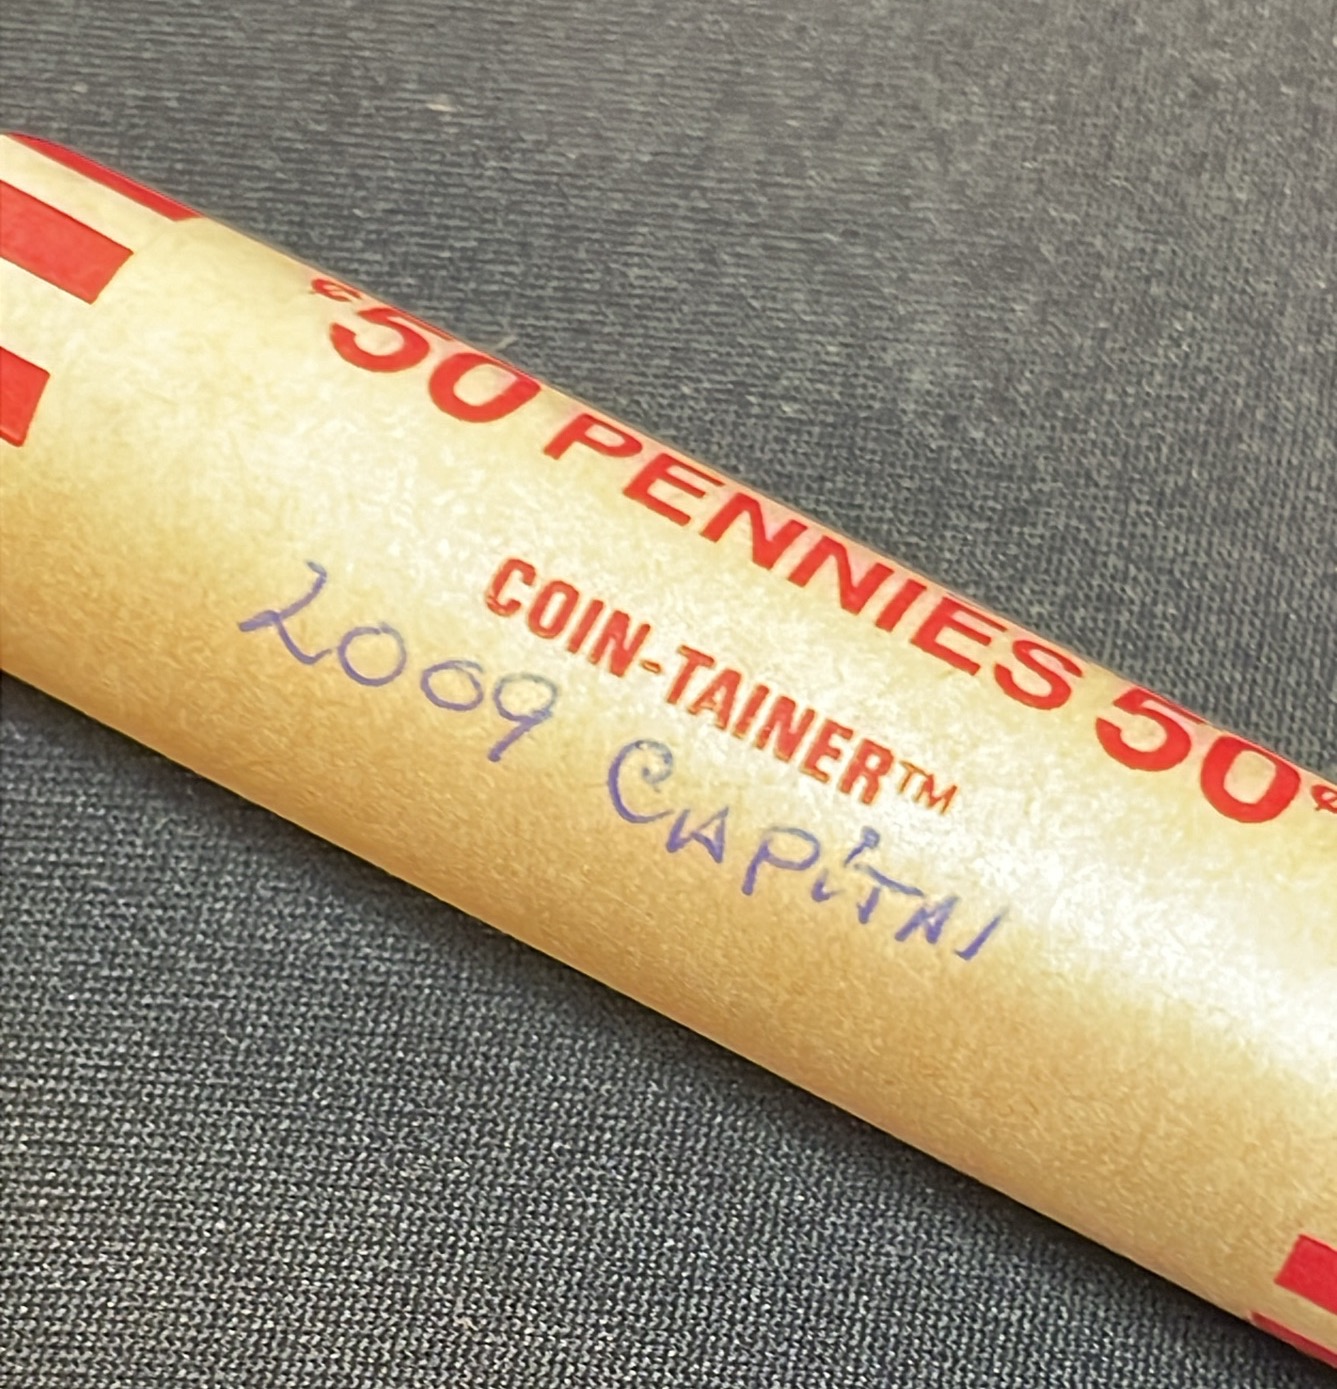 ¢50 PENNIES 50¢
COIN-TAINER™
2009 CAPiTAl